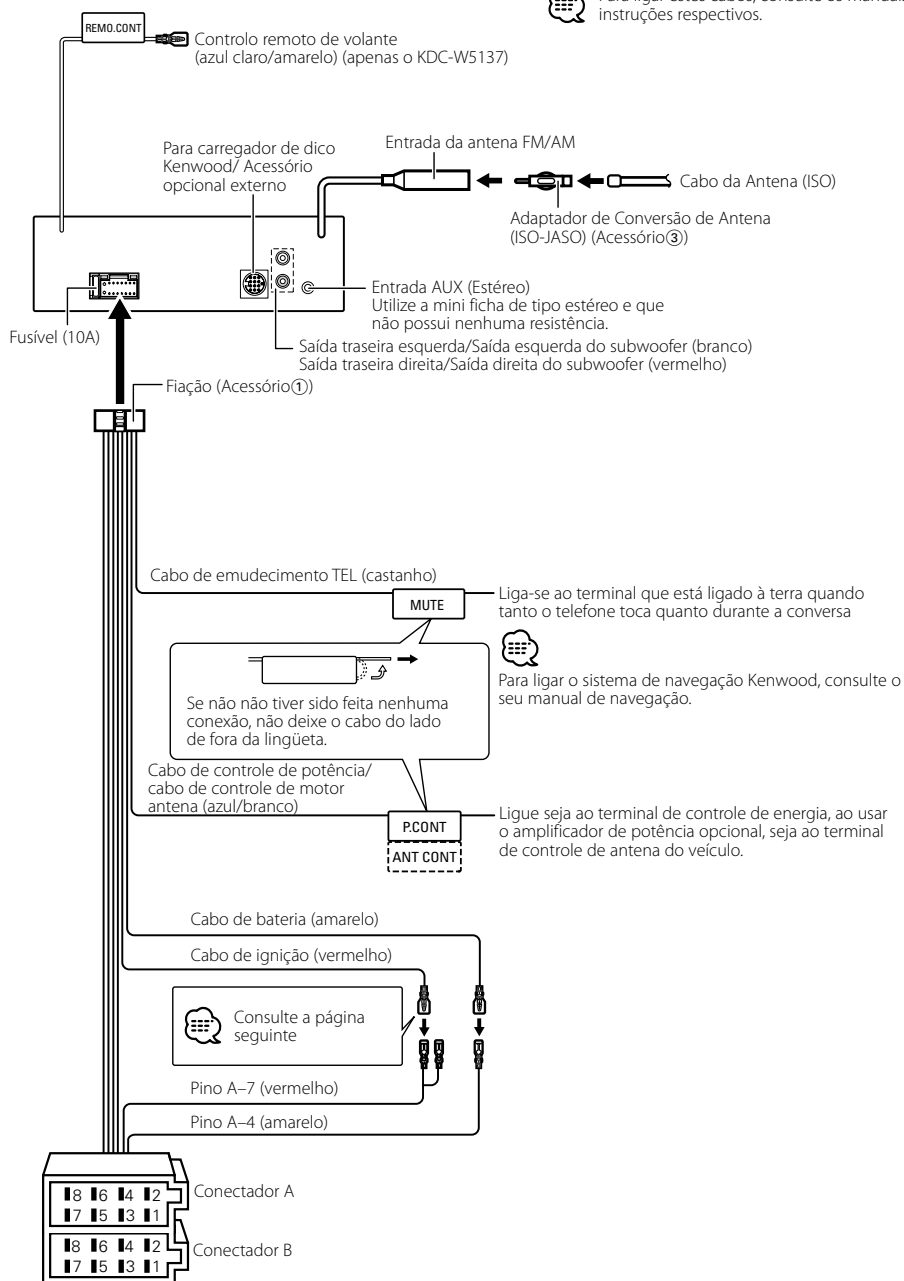 Para ligar estes cabos, consulte os manuais
instruções respectivos.
REMO.CONT
Controlo remoto de volante
(azul claro/amarelo) (apenas o KDC-W5137)
Para carregador de dico
Kenwood/ Acessório
opcional externo
Entrada da antena FM/AM
Cabo da Antena (ISO)
Adaptador de Conversão de Antena
(ISO-JASO) (Acessório③)
Entrada AUX (Estéreo)
Utilize a mini ficha de tipo estéreo e que
não possui nenhuma resistência.
Fusível (10A)
Saída traseira esquerda/Saída esquerda do subwoofer (branco)
Saída traseira direita/Saída direita do subwoofer (vermelho)
Fiação (Acessório①)
Cabo de emudecimento TEL (castanho)
MUTE
Liga-se ao terminal que está ligado à terra quando
tanto o telefone toca quanto durante a conversa
Para ligar o sistema de navegação Kenwood, consulte o
seu manual de navegação.
Se não não tiver sido feita nenhuma
conexão, não deixe o cabo do lado
de fora da lingüeta.
Cabo de controle de potência/
cabo de controle de motor
antena (azul/branco)
P.CONT
ANT CONT
Ligue seja ao terminal de controle de energia, ao usar
o amplificador de potência opcional, seja ao terminal
de controle de antena do veículo.
Cabo de bateria (amarelo)
Cabo de ignição (vermelho)
Consulte a página
seguinte
Pino A–7 (vermelho)
Pino A–4 (amarelo)
8 6 4 2
7 5 3 1
Conectador A
8 6 4 2
7 5 3 1
Conectador B